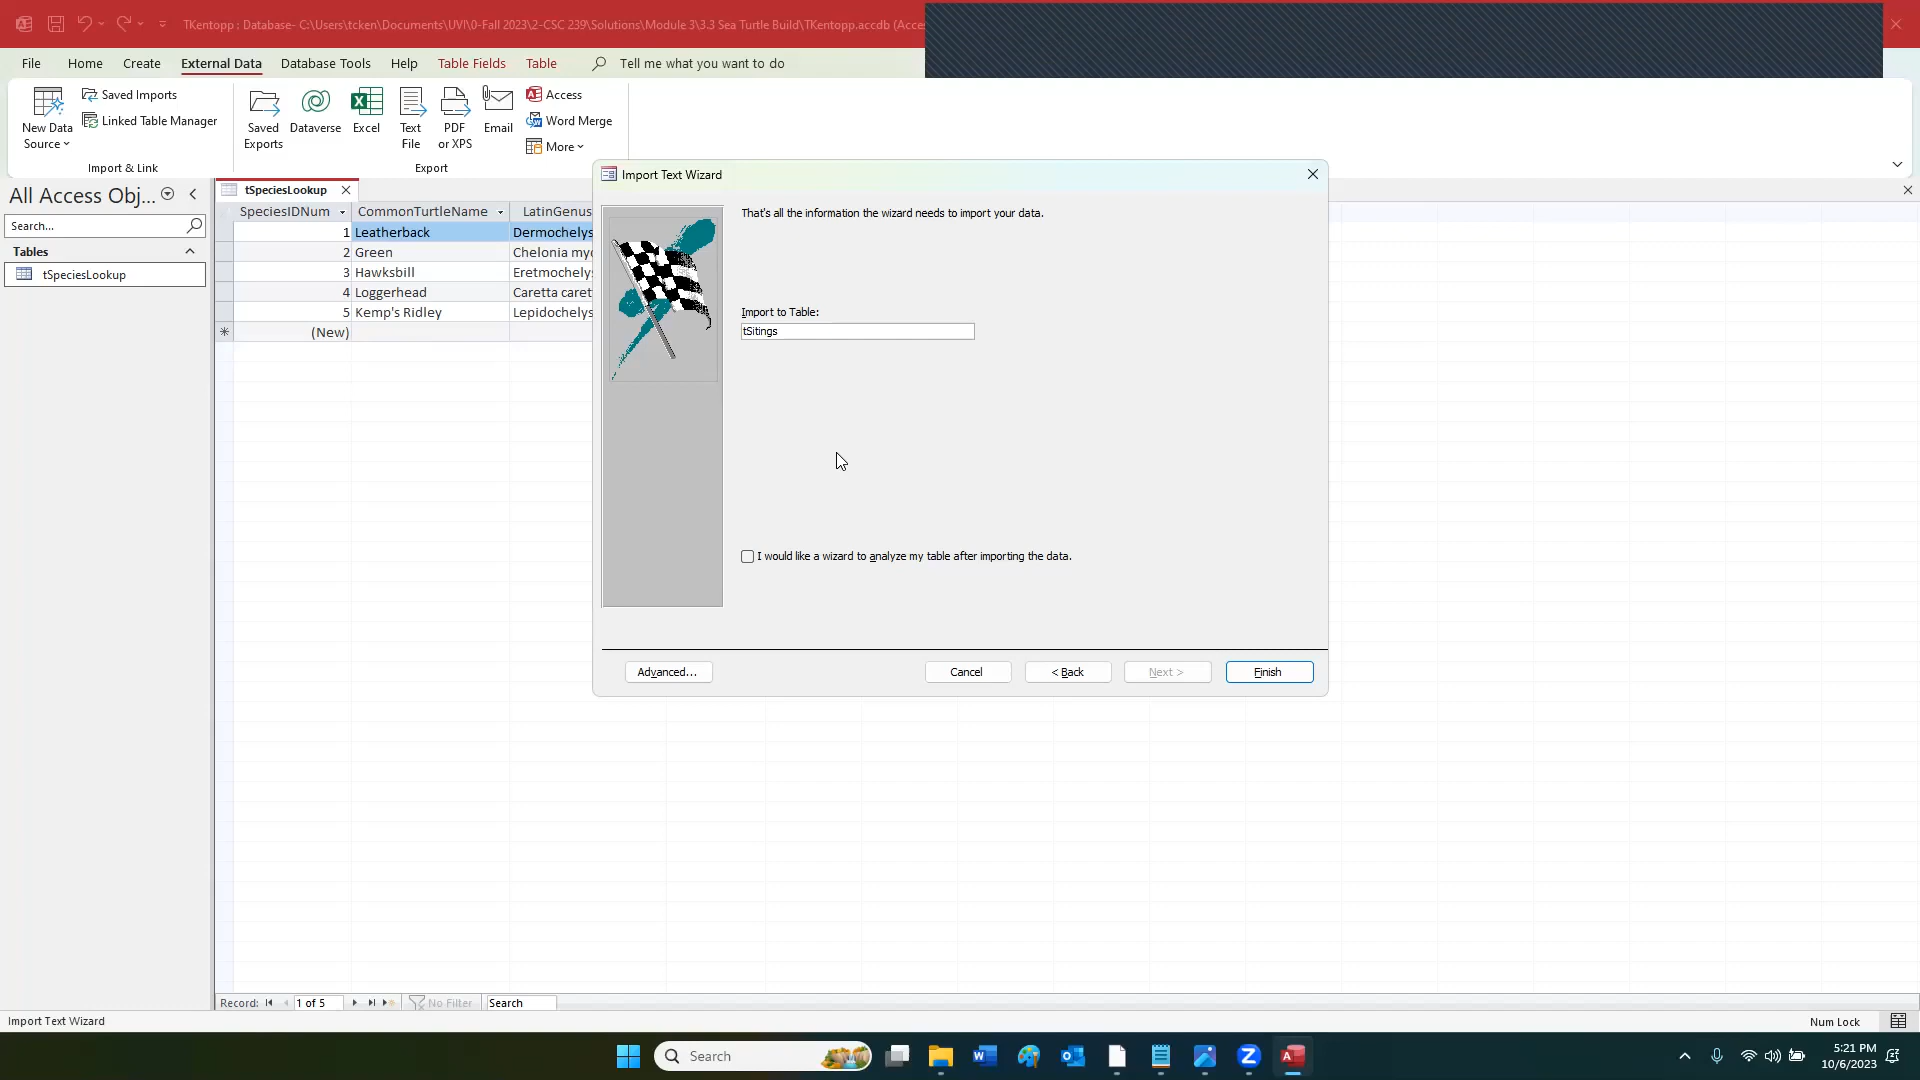 TKentopp : Database- C:\Users\tcken\Documents\UVI\0-Fall 2023\2-CSC 239\Solutions\Module 3\3.3 Sea Turtle Build\TKentopp.accdb (Acces
File Home Create External Data Database Tools Help Table Fields Table Tell me what you want to do
New Data Source
Saved Imports
Linked Table Manager
Import & Link
Saved Exports
Dataverse
Excel
Text File
PDF or XPS
Email
Access
Word Merge
More
Export
All Access Obj...
Search...
Tables
tSpeciesLookup
tSpeciesLookup
SpeciesIDNum CommonTurtleName LatinGenus
1 Leatherback Dermochelys
2 Green Chelonia myd
3 Hawksbill Eretmochelys
4 Loggerhead Caretta caret
5 Kemp's Ridley Lepidochelys
* (New)
Import Text Wizard
That's all the information the wizard needs to import your data.
Import to Table:
tSitings
I would like a wizard to analyze my table after importing the data.
Advanced... Cancel < Back Next > Finish
Record: 1 of 5 No Filter Search
Import Text Wizard
Num Lock
Search
5:21 PM
10/6/2023